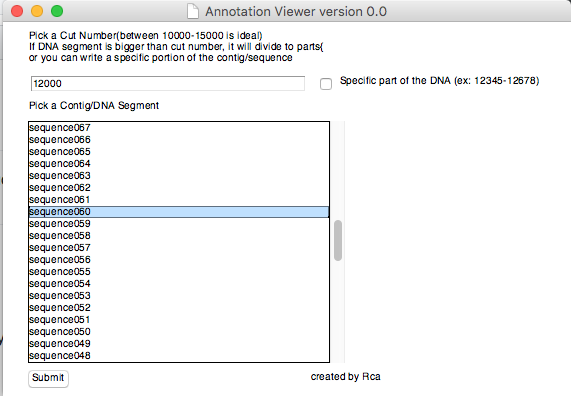 Annotation Viewer version 0.0
Pick a Cut Number(between 10000-15000 is ideal)
If DNA segment is bigger than cut number, it will divide to parts(
or you can write a specific portion of the contig/sequence
12000
Specific part of the DNA (ex: 12345-12678)
Pick a Contig/DNA Segment
sequence067
sequence066
sequence065
sequence064
sequence063
sequence062
sequence061
sequence060
sequence059
sequence058
sequence057
sequence056
sequence055
sequence054
sequence053
sequence052
sequence051
sequence050
sequence049
sequence048
Submit
created by Rca